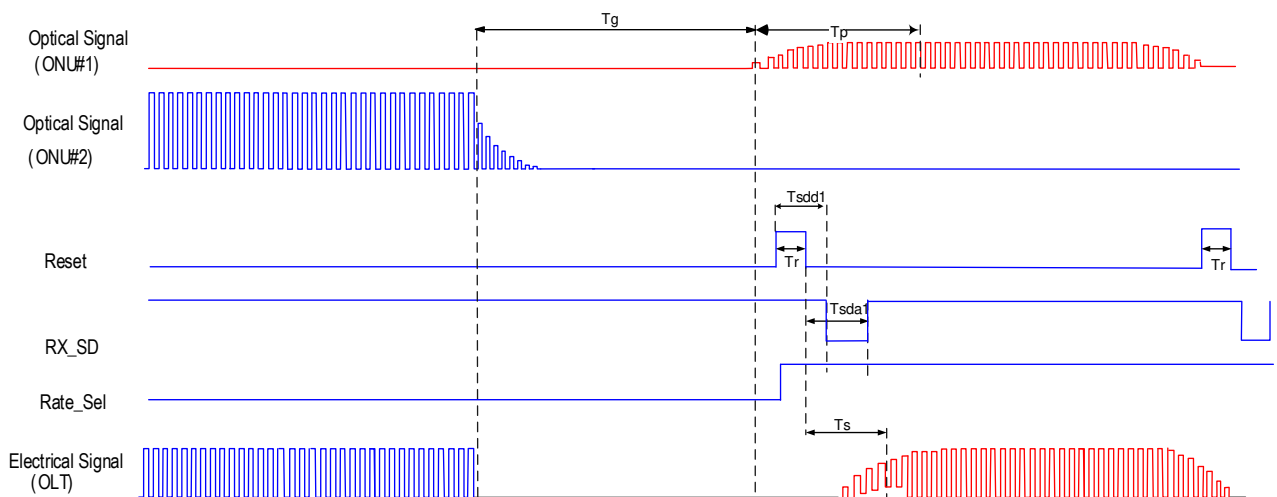 Tg
Tp
Optical Signal
(ONU#1)
Optical Signal
(ONU#2)
Tsdd1
Reset
Tr
Tr
Tsda1
RX_SD
Rate_Sel
Ts
Electrical Signal
(OLT)